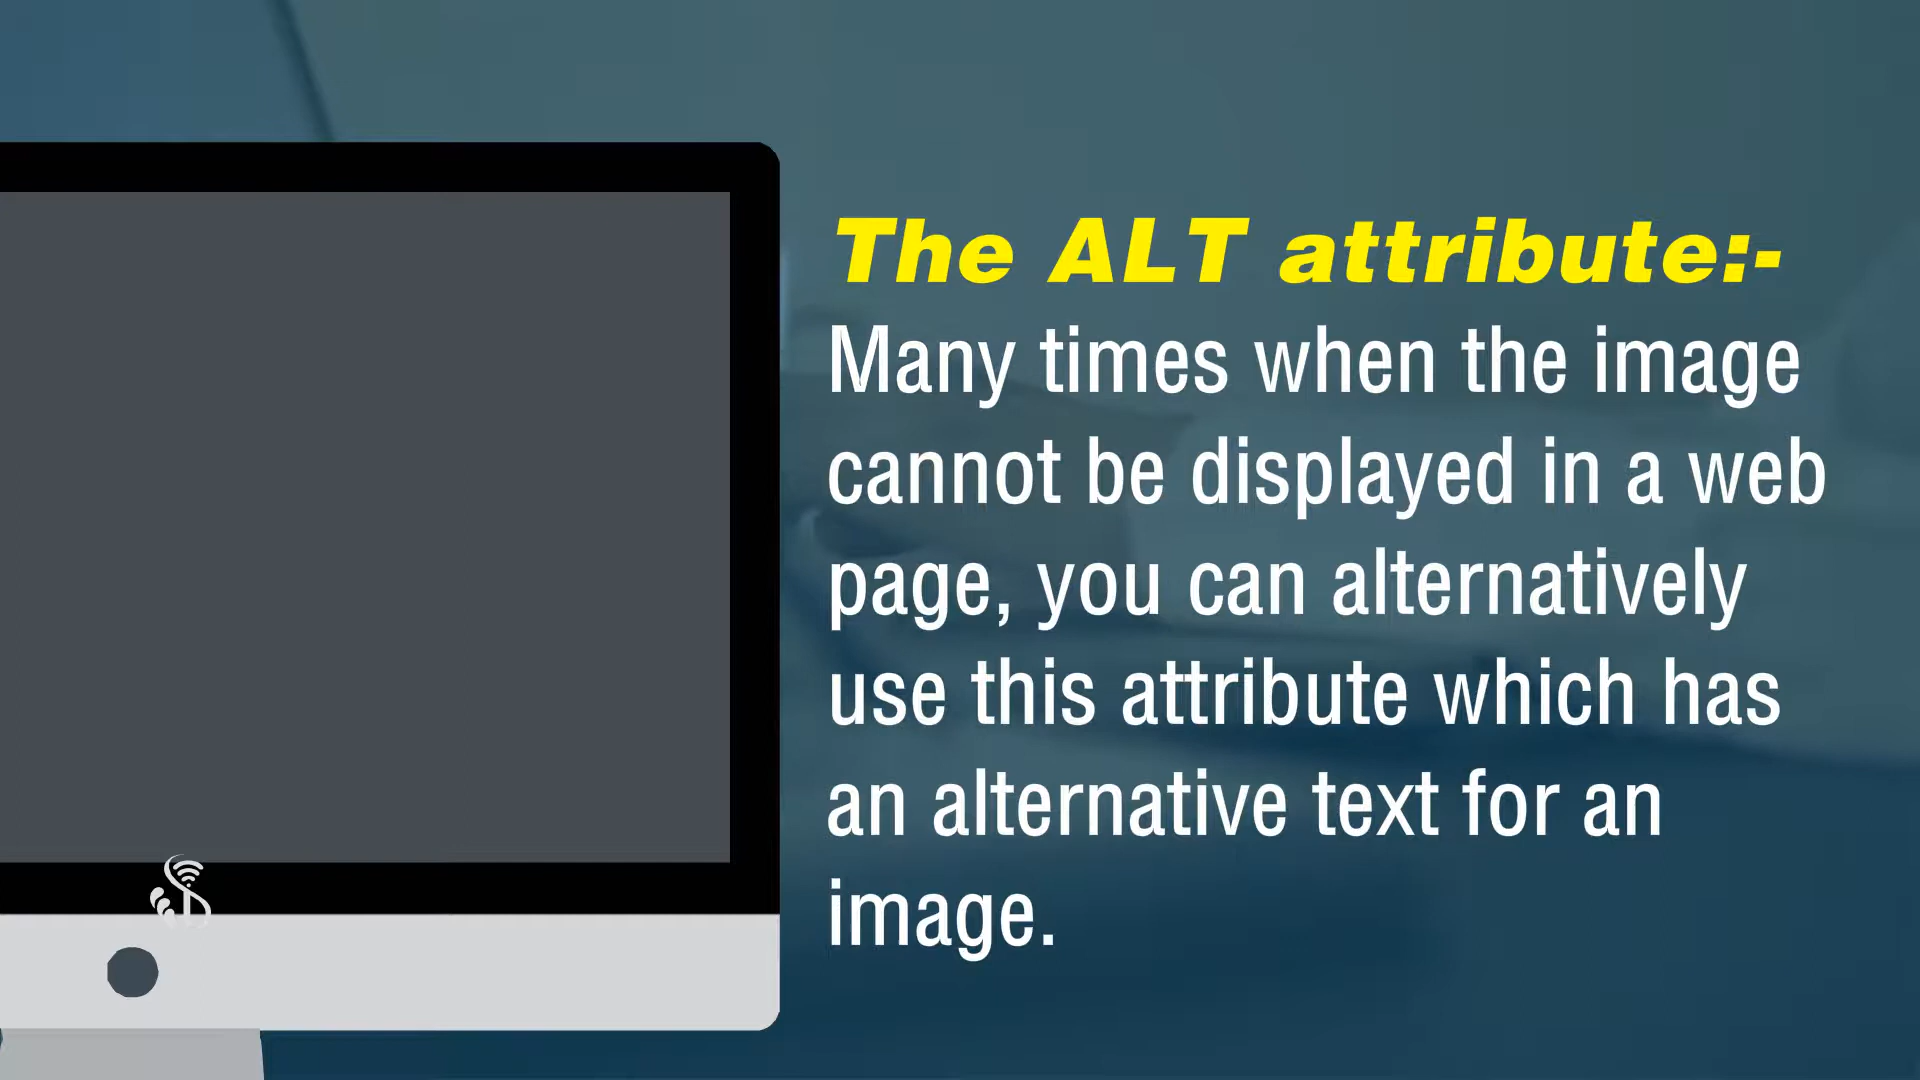 The ALT attribute:-
Many times when the image
cannot be displayed in a web
page, you can alternatively
use this attribute which has
an alternative text for an
image.